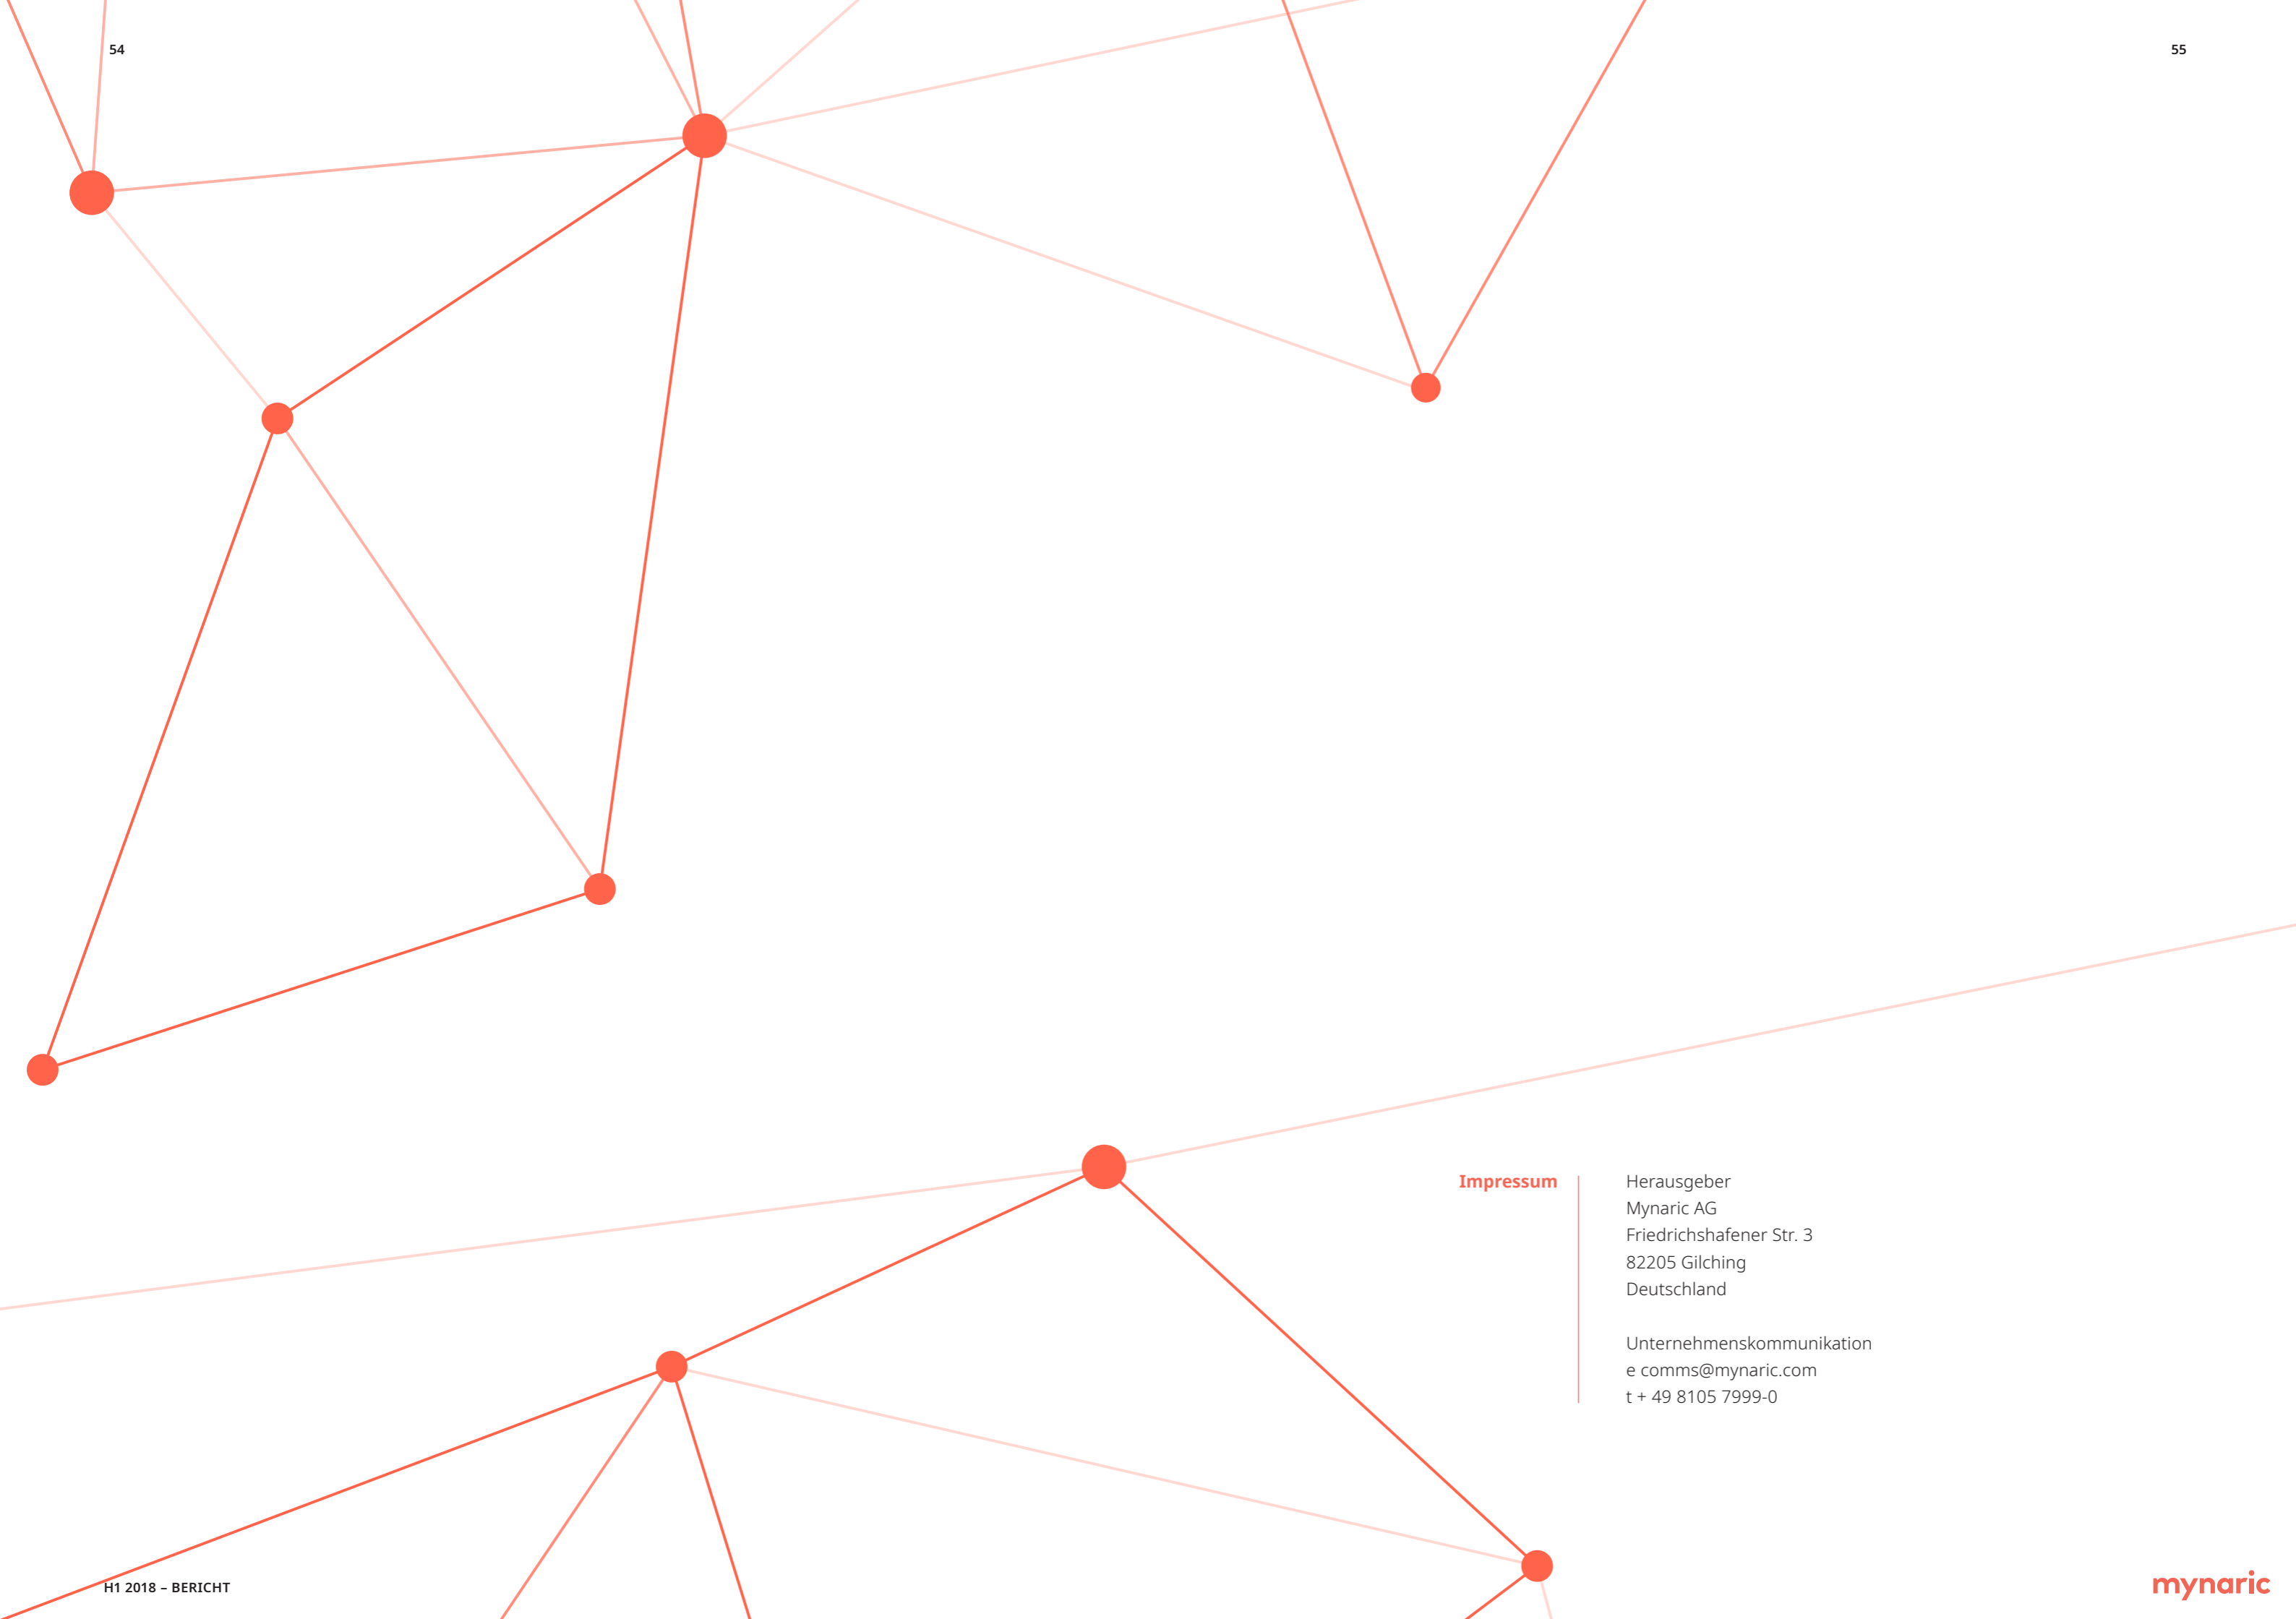 54
55
Impressum
Herausgeber
Mynaric AG
Friedrichshafener Str. 3
82205 Gilching
Deutschland
Unternehmenskommunikation
e comms@mynaric.com
t + 49 8105 7999-0
H1 2018 – BERICHT
mynaric